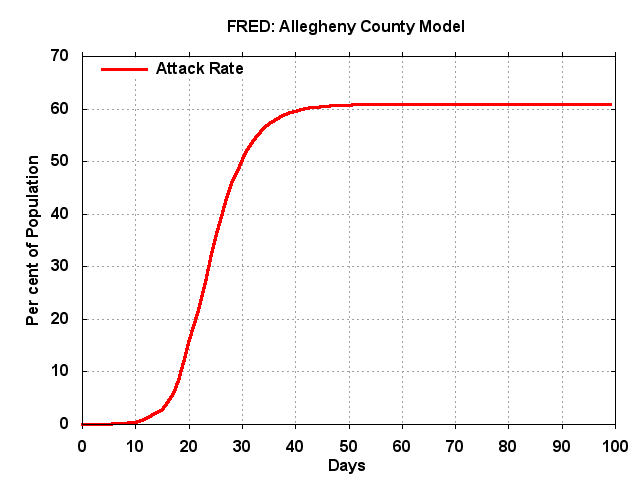 FRED: Allegheny County Model
Attack Rate
Per cent of Population
70
60
50
40
30
20
10
0
0 10 20 30 40 50 60 70 80 90 100
Days